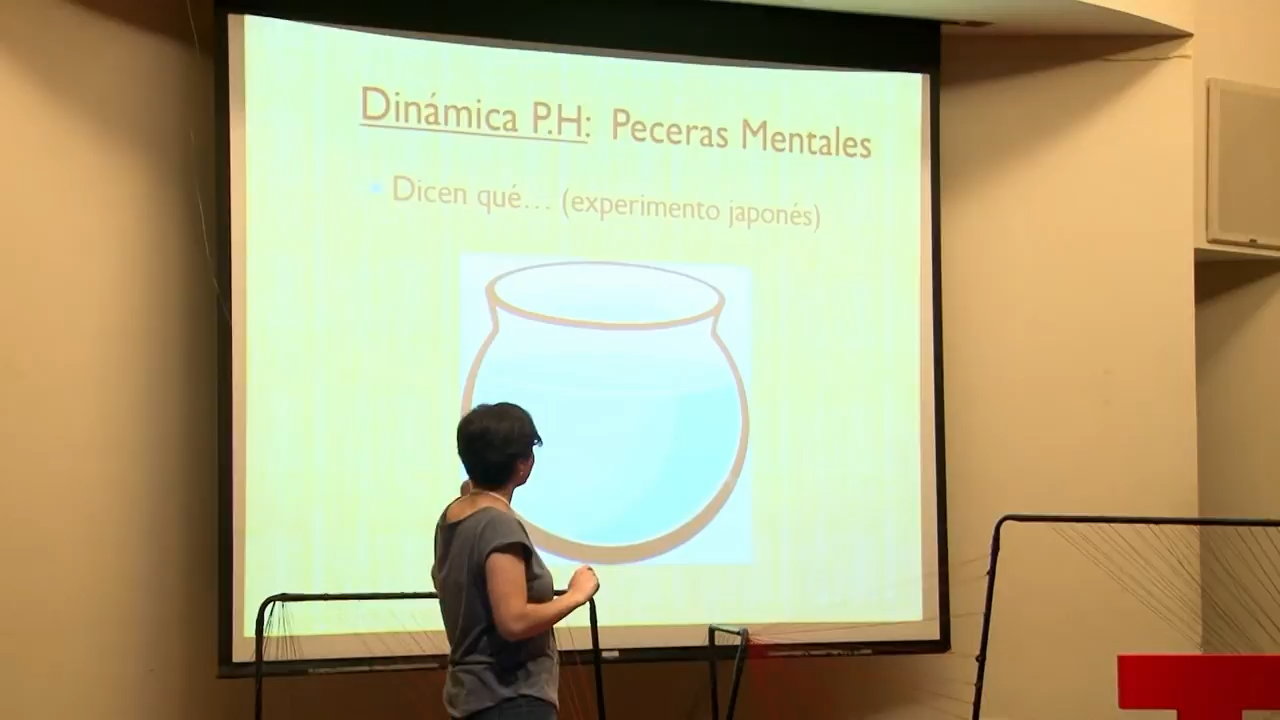 Dinámica P.H: Peceras Mentales
Dicen qué... (experimento japonés)